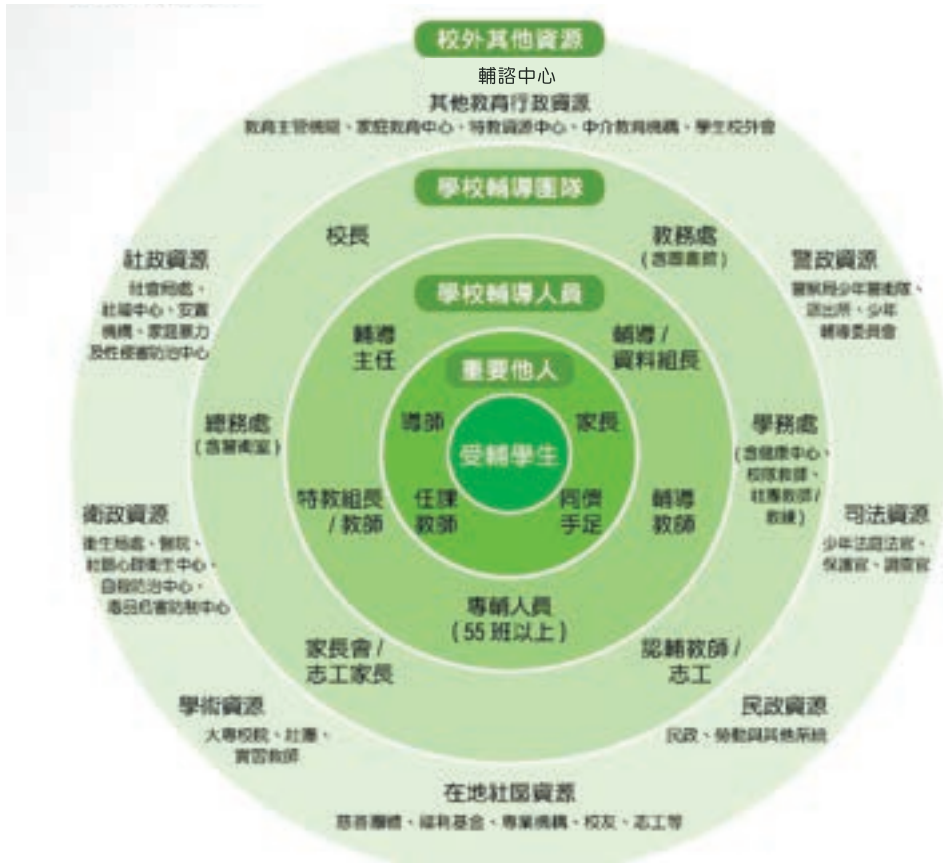 校外其他資源
輔諮中心
其他教育行政資源
教育主管機關、家庭教育中心、特教資源中心、中介教育機構、學生校外會
學校輔導團隊
校長
教務處
(含圖書館)
社政資源
社會局處、
社福中心、安置
機構、家庭暴力
及性侵害防治中心
警政資源
警察局少年警衛隊、
派出所、少年
輔導委員會
學校輔導人員
輔導
主任
輔導 /
資料組長
重要他人
導師
家長
受輔學生
任課
教師
同儕
手足
總務處
(含警衛室)
學務處
(含健康中心、
校隊教師、
社團教師 /
教練)
特教組長
/ 教師
輔導
教師
衛政資源
衛生局處、醫院、
社區心理衛生中心、
自殺防治中心、
毒品危害防制中心
司法資源
少年法庭法官、
保護官、調查官
專輔人員
(55 班以上)
家長會 /
志工家長
認輔教師 /
志工
學術資源
大專校院、社團、
實習教師
民政資源
民政、勞動與其他系統
在地社區資源
慈善團體、福利基金、專業機構、校友、志工等